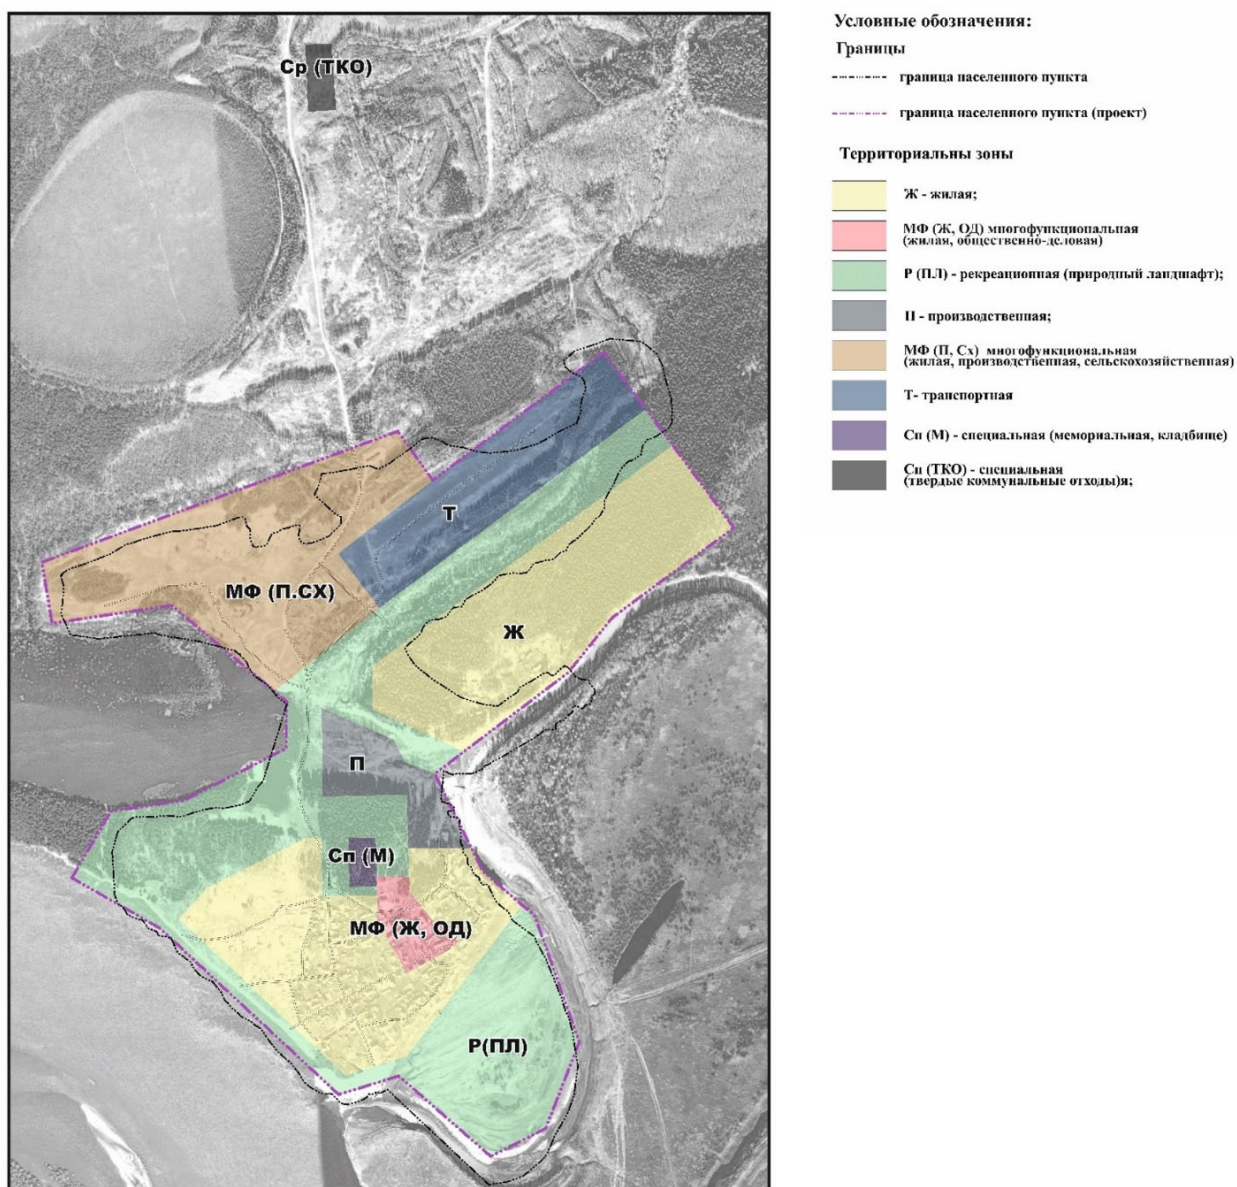 Условные обозначения:
Границы
граница населенного пункта
граница населенного пункта (проект)
Территориальны зоны
Ж - жилая;
МФ (Ж, ОД) многофункциональная
(жилая, общественно-деловая)
Р (ПЛ) - рекреационная (природный ландшафт);
П - производственная;
МФ (П, Сх) многофункциональная
(жилая, производственная, сельскохозяйственная)
Т- транспортная
Сп (М) - специальная (мемориальная, кладбище)
Сп (ТКО) - специальная
(твердые коммунальные отходы)я;
Ср (ТКО)
Т
МФ (П.СХ)
Ж
П
Сп (М)
МФ (Ж, ОД)
Р(ПЛ)